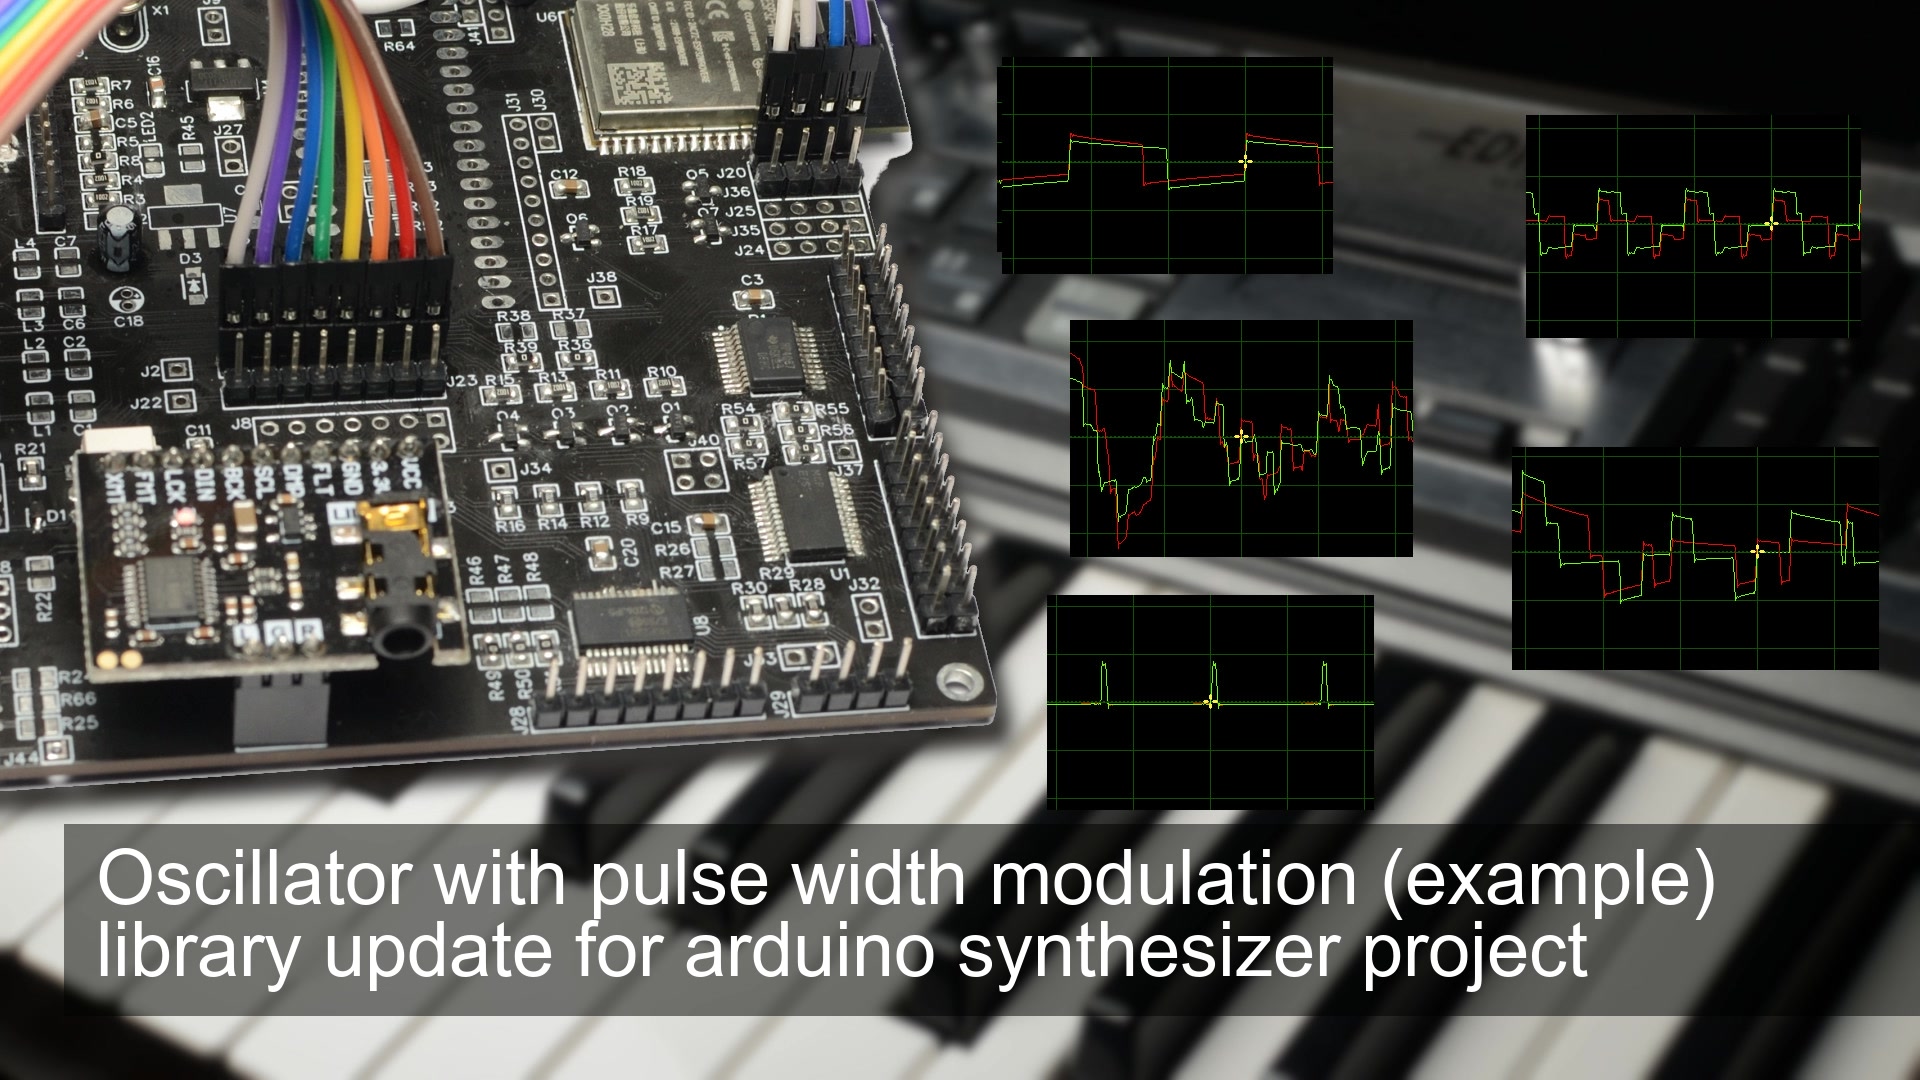 X1
R64
U6
J41
R7
R6
C5
R5
R8
R4
R3
C16
LED2
R45
J27
J31
J30
C12
R18
R19
R17
Q6
Q5
Q7
J20
J36
J25
J35
J24
L4
C7
D3
U7
L3
C6
C18
L2
C2
J38
C3
R38
R37
R39
R36
J2
J22
J23
R15
R13
R11
R10
L1
C1
J8
C11
Q4
Q3
Q2
Q1
R54
R55
R56
R57
J40
J37
R21
XMT
FMT
LCK
DIN
BCK
SCL
DMP
FLT
GND
3.3V
VCC
J34
D1
R16
R14
R12
R9
C15
R26
R27
C20
R46
R47
R48
R29
R28
R30
U1
J32
R22
U8
R49
R50
J28
J29
R66
R25
J44
EDI
Oscillator with pulse width modulation (example)
library update for arduino synthesizer project